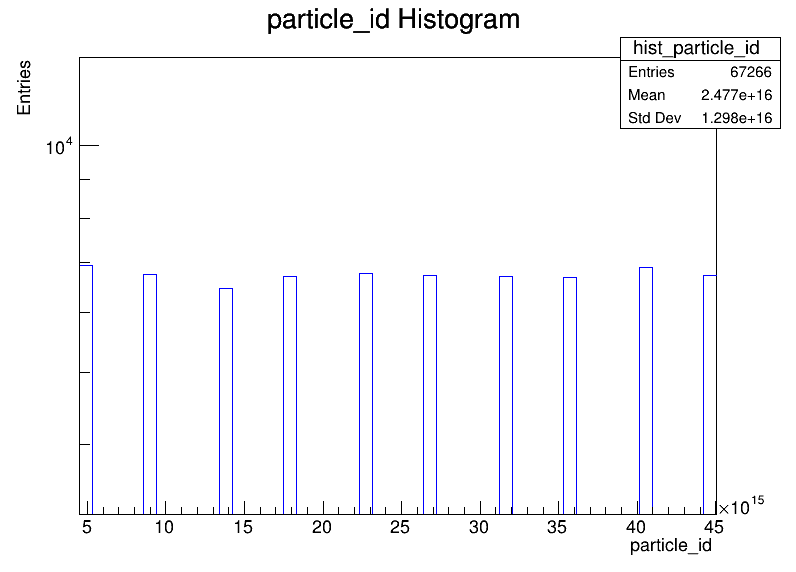 particle_id Histogram
hist_particle_id
Entries 67266
Mean 2.477e+16
Std Dev 1.298e+16
Entries
10^4
5 10 15 20 25 30 35 40 45
×10^15
particle_id